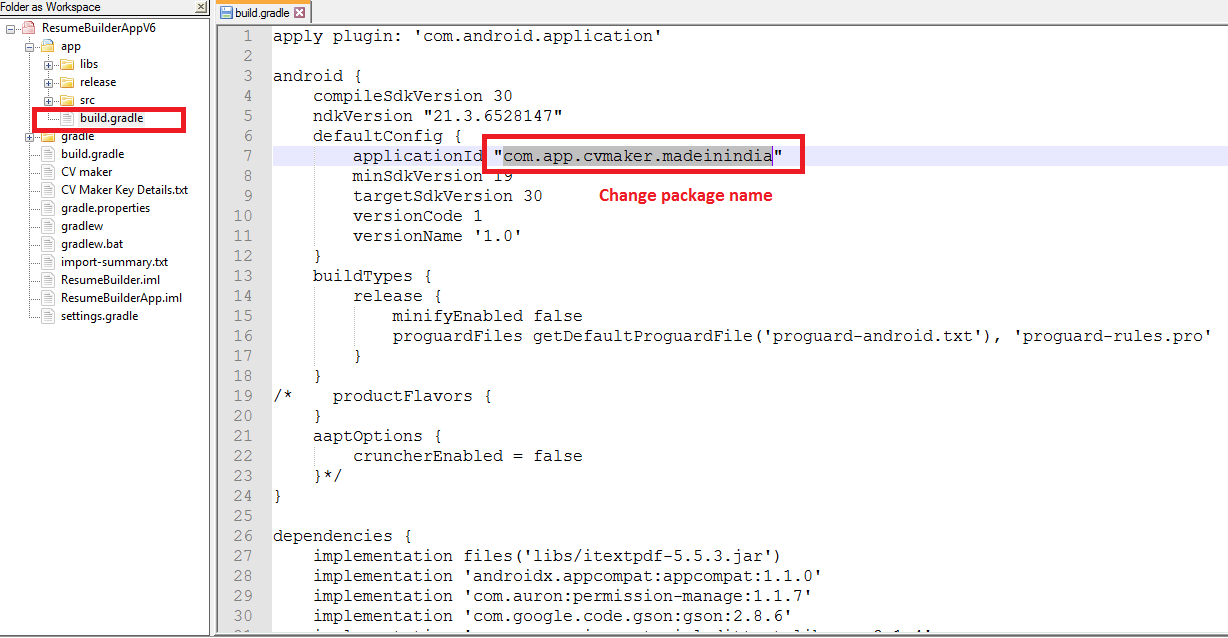 Folder as Workspace
ResumeBuilderAppV6
app
libs
release
src
build.gradle
gradle
build.gradle
CV maker
CV Maker Key Details.txt
gradle.properties
gradlew
gradlew.bat
import-summary.txt
ResumeBuilder.iml
ResumeBuilderApp.iml
settings.gradle
build.gradle
1 apply plugin: 'com.android.application'
2
3 android {
4 compileSdkVersion 30
5 ndkVersion "21.3.6528147"
6 defaultConfig {
7 applicationId "com.app.cvmaker.madeinindia"
8 minSdkVersion 19
9 targetSdkVersion 30
Change package name
10 versionCode 1
11 versionName '1.0'
12 }
13 buildTypes {
14 release {
15 minifyEnabled false
16 proguardFiles getDefaultProguardFile('proguard-android.txt'), 'proguard-rules.pro'
17 }
18 }
19 /* productFlavors {
20 }
21 aaptOptions {
22 cruncherEnabled = false
23 }*/
24 }
25
26 dependencies {
27 implementation files('libs/itextpdf-5.5.3.jar')
28 implementation 'androidx.appcompat:appcompat:1.1.0'
29 implementation 'com.auron:permission-manage:1.1.7'
30 implementation 'com.google.code.gson:gson:2.8.6'